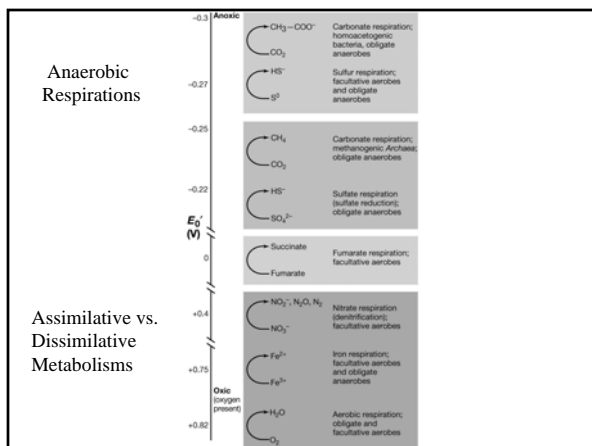 Anaerobic
Respirations
Assimilative vs.
Dissimilative
Metabolisms
−0.3
−0.27
−0.25
−0.22
E₀′
(V)
0
+0.4
+0.75
+0.82
Anoxic
Oxic
(oxygen
present)
CH₃—COO⁻
CO₂
Carbonate respiration;
homoacetogenic
bacteria, obligate
anaerobes
HS⁻
S⁰
Sulfur respiration;
facultative aerobes
and obligate
anaerobes
CH₄
CO₂
Carbonate respiration;
methanogenic Archaea;
obligate anaerobes
HS⁻
SO₄²⁻
Sulfate respiration
(sulfate reduction);
obligate anaerobes
Succinate
Fumarate
Fumarate respiration;
facultative aerobes
NO₂⁻, N₂O, N₂
NO₃⁻
Nitrate respiration
(denitrification);
facultative aerobes
Fe²⁺
Fe³⁺
Iron respiration;
facultative aerobes
and obligate
anaerobes
H₂O
O₂
Aerobic respiration;
obligate and
facultative aerobes